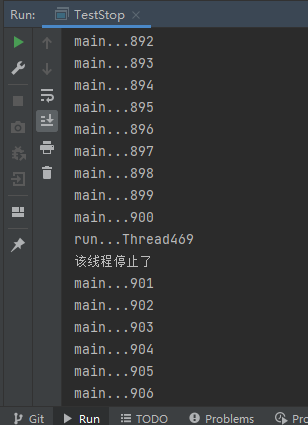 Run: TestStop
main...892
main...893
main...894
main...895
main...896
main...897
main...898
main...899
main...900
run...Thread469
该线程停止了
main...901
main...902
main...903
main...904
main...905
main...906
Git Run TODO Problems Pro